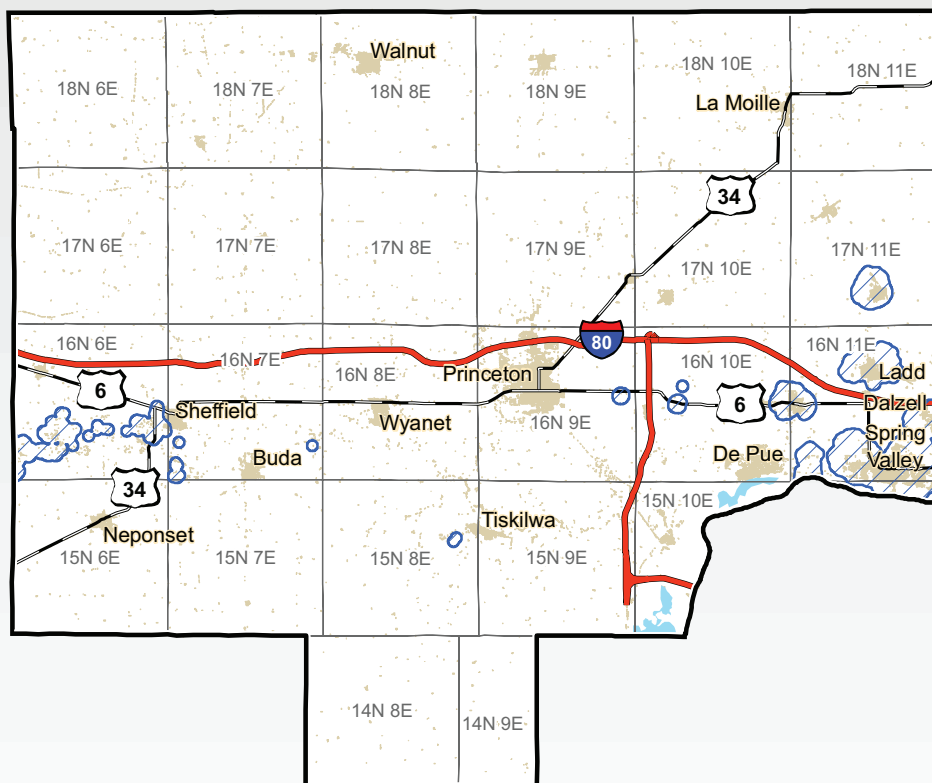 Walnut
18N 6E
18N 7E
18N 8E
18N 9E
18N 10E
18N 11E
La Moille
34
17N 6E
17N 7E
17N 8E
17N 9E
17N 10E
17N 11E
16N 6E
16N 7E
16N 8E
80
16N 10E
16N 11E
Princeton
Ladd
6
6
Dalzell
Sheffield
Wyanet
16N 9E
Spring
Valley
Buda
De Pue
34
15N 10E
Neponset
Tiskilwa
15N 6E
15N 7E
15N 8E
15N 9E
14N 8E
14N 9E